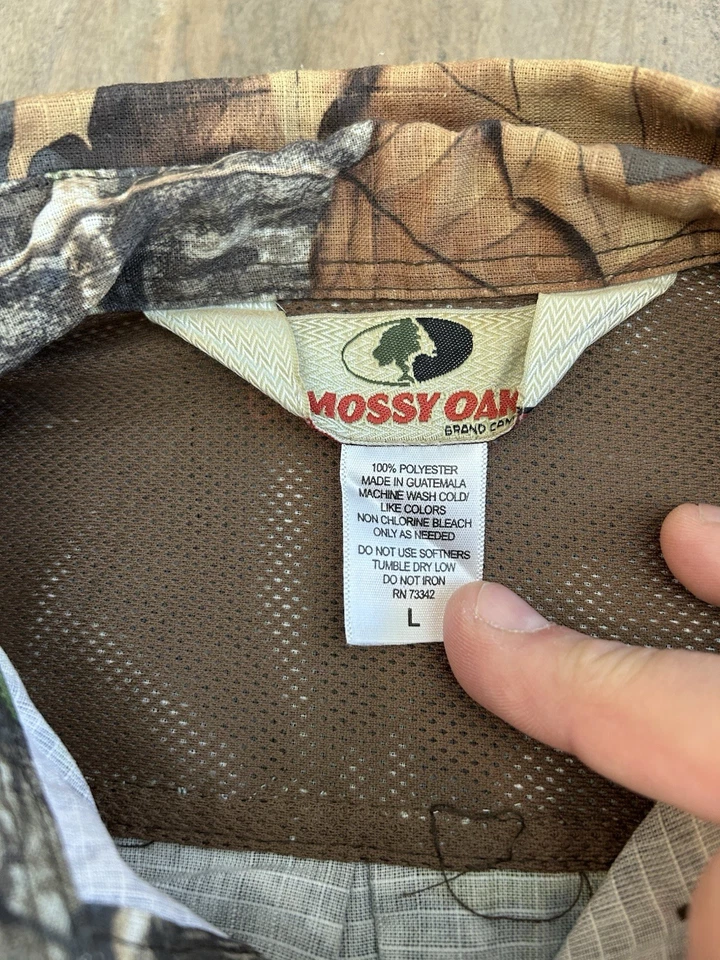 MOSSY OAK
BRAND
100% POLYESTER
MADE IN GUATEMALA
MACHINE WASH COLD/
LIKE COLORS
NON CHLORINE BLEACH
ONLY AS NEEDED
DO NOT USE SOFTNERS
TUMBLE DRY LOW
DO NOT IRON
RN 73342
L